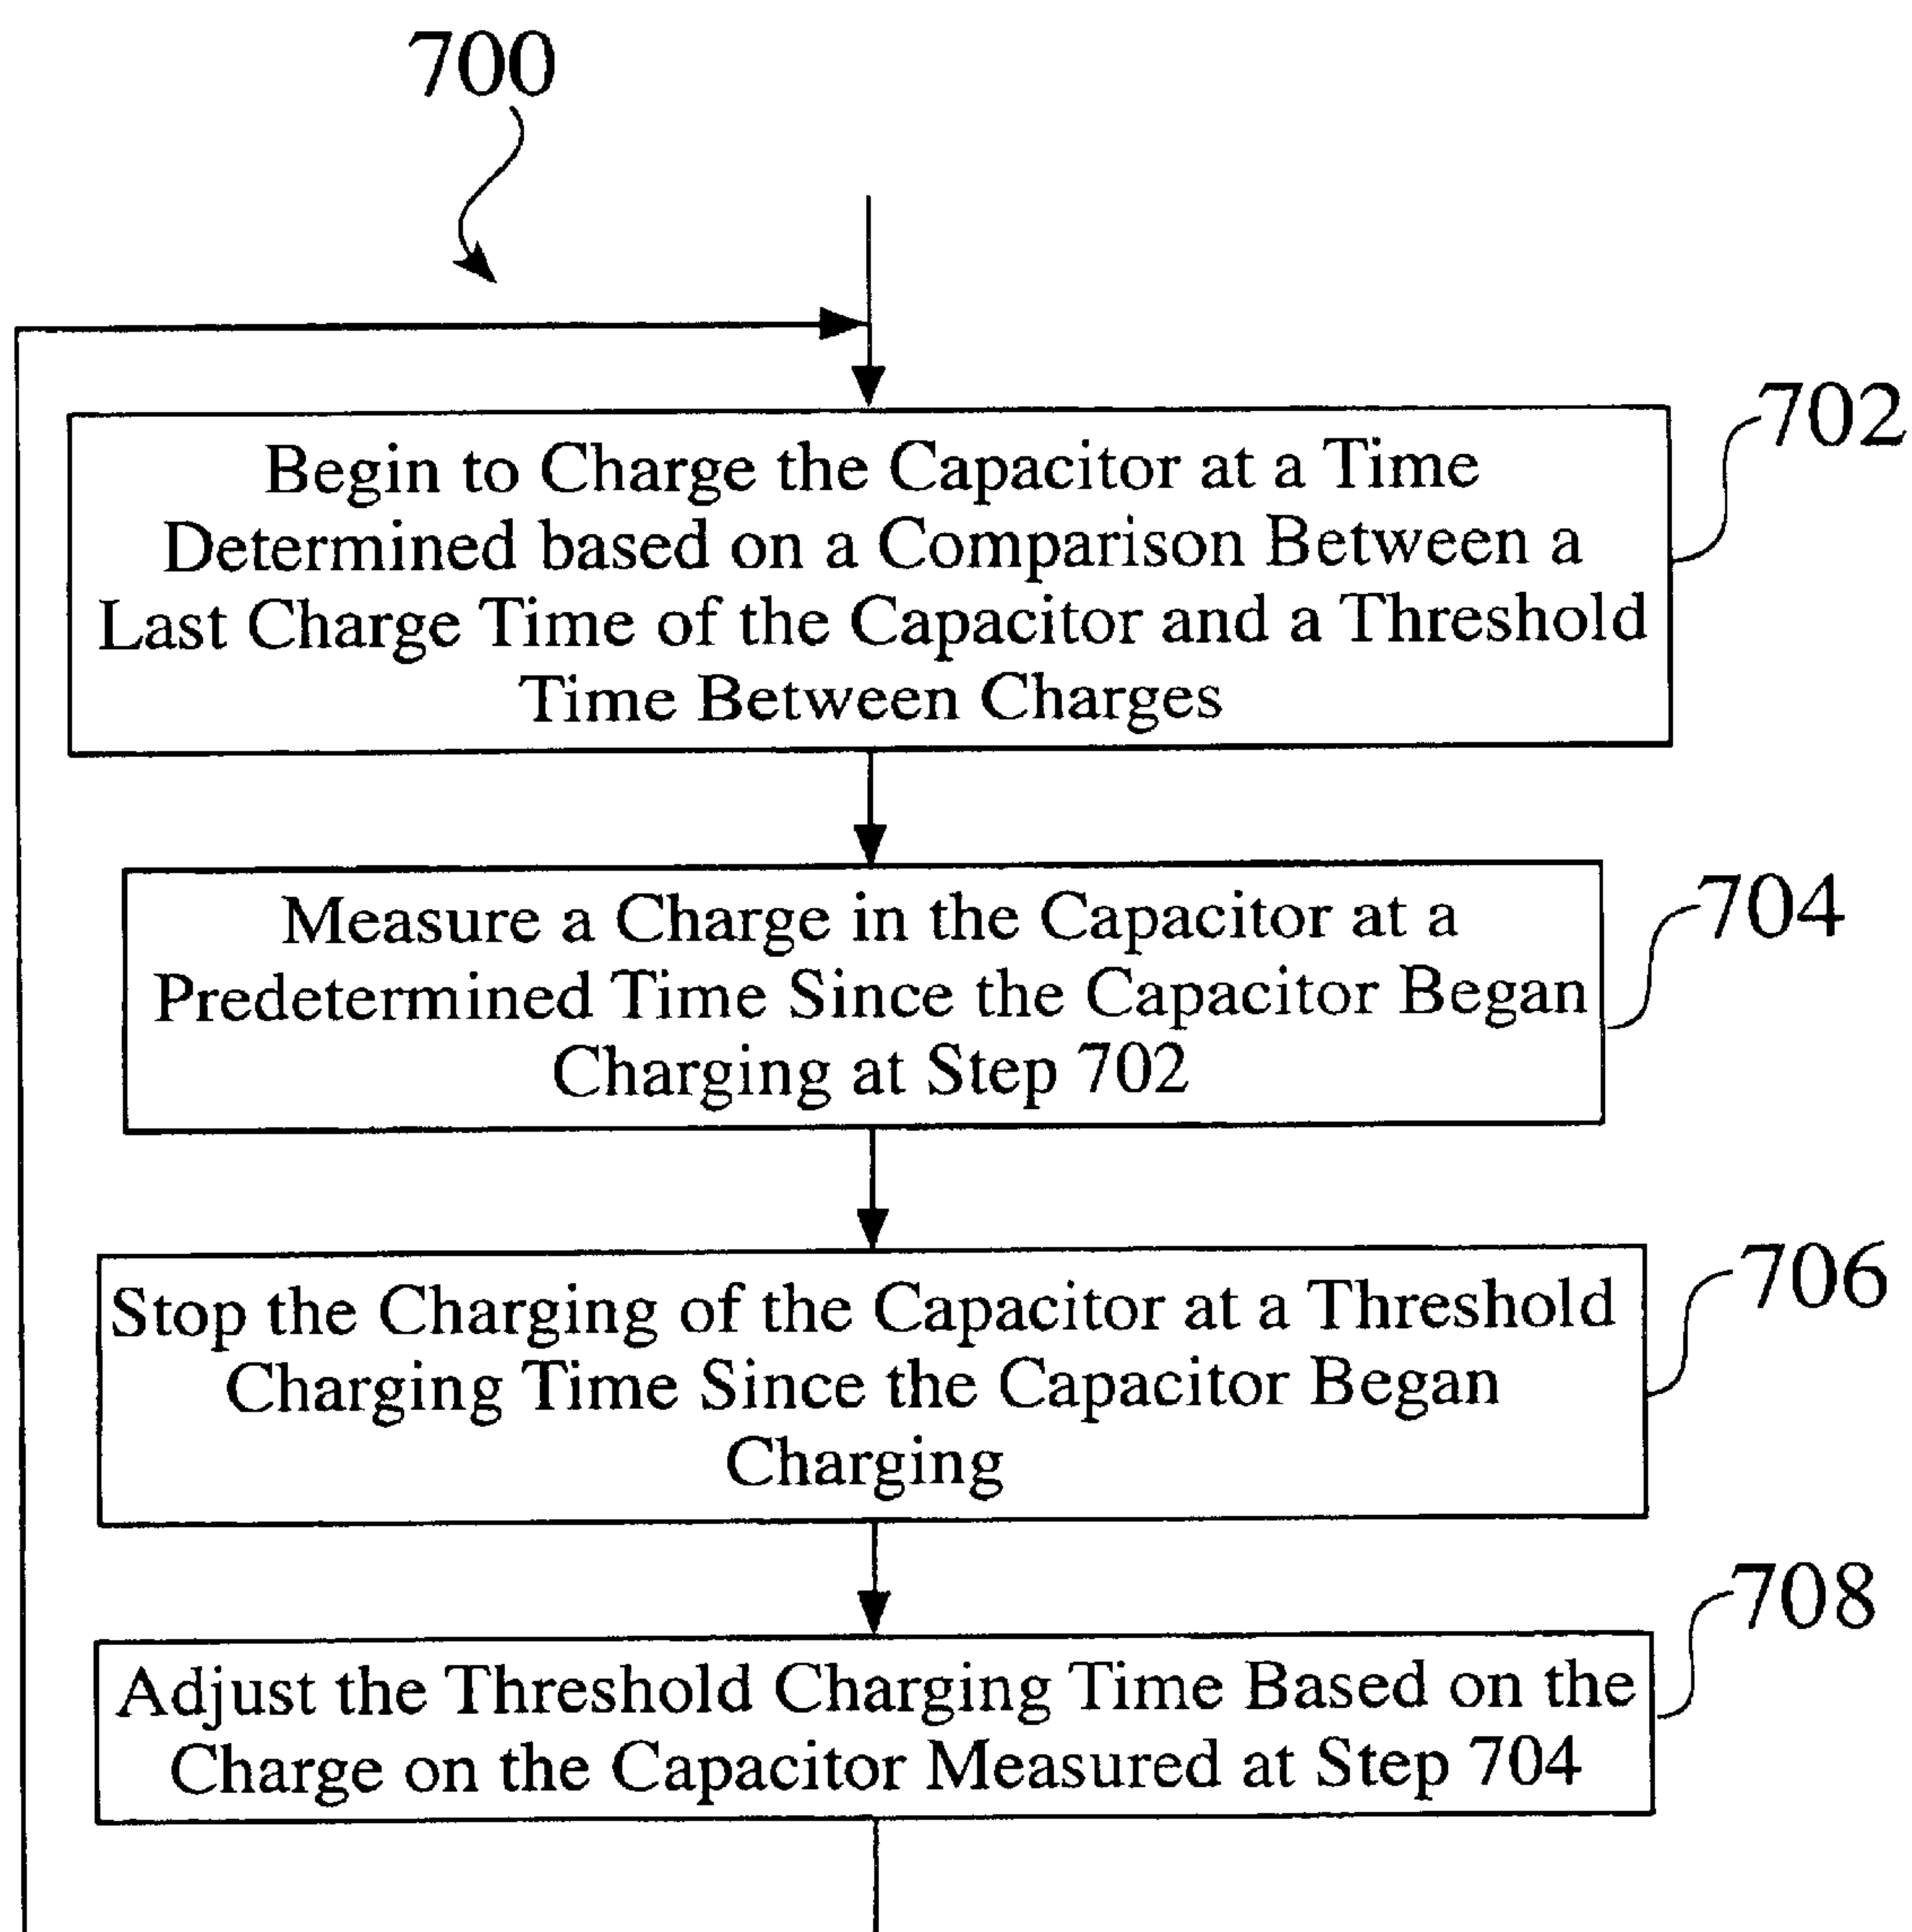 700
702
Begin to Charge the Capacitor at a Time
Determined based on a Comparison Between a
Last Charge Time of the Capacitor and a Threshold
Time Between Charges
704
Measure a Charge in the Capacitor at a
Predetermined Time Since the Capacitor Began
Charging at Step 702
706
Stop the Charging of the Capacitor at a Threshold
Charging Time Since the Capacitor Began
Charging
708
Adjust the Threshold Charging Time Based on the
Charge on the Capacitor Measured at Step 704